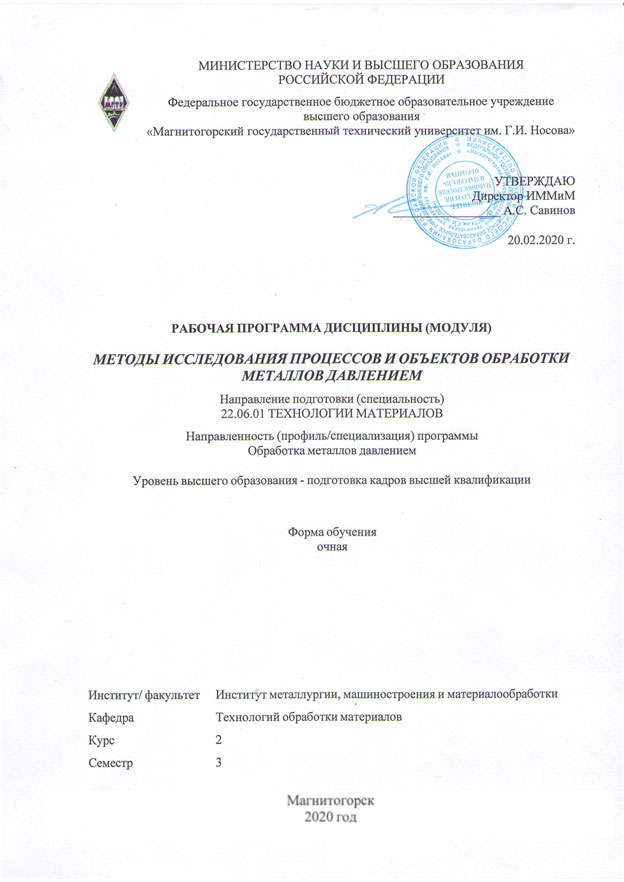 МИНИСТЕРСТВО НАУКИ И ВЫСШЕГО ОБРАЗОВАНИЯ
РОССИЙСКОЙ ФЕДЕРАЦИИ
Федеральное государственное бюджетное образовательное учреждение
высшего образования
«Магнитогорский государственный технический университет им. Г.И. Носова»
УТВЕРЖДАЮ
Директор ИММиМ
А.С. Савинов
20.02.2020 г.
РАБОЧАЯ ПРОГРАММА ДИСЦИПЛИНЫ (МОДУЛЯ)
МЕТОДЫ ИССЛЕДОВАНИЯ ПРОЦЕССОВ И ОБЪЕКТОВ ОБРАБОТКИ
МЕТАЛЛОВ ДАВЛЕНИЕМ
Направление подготовки (специальность)
22.06.01 ТЕХНОЛОГИИ МАТЕРИАЛОВ
Направленность (профиль/специализация) программы
Обработка металлов давлением
Уровень высшего образования - подготовка кадров высшей квалификации
Форма обучения
очная
Институт/ факультет Институт металлургии, машиностроения и материалообработки
Кафедра Технологий обработки материалов
Курс 2
Семестр 3
Магнитогорск
2020 год